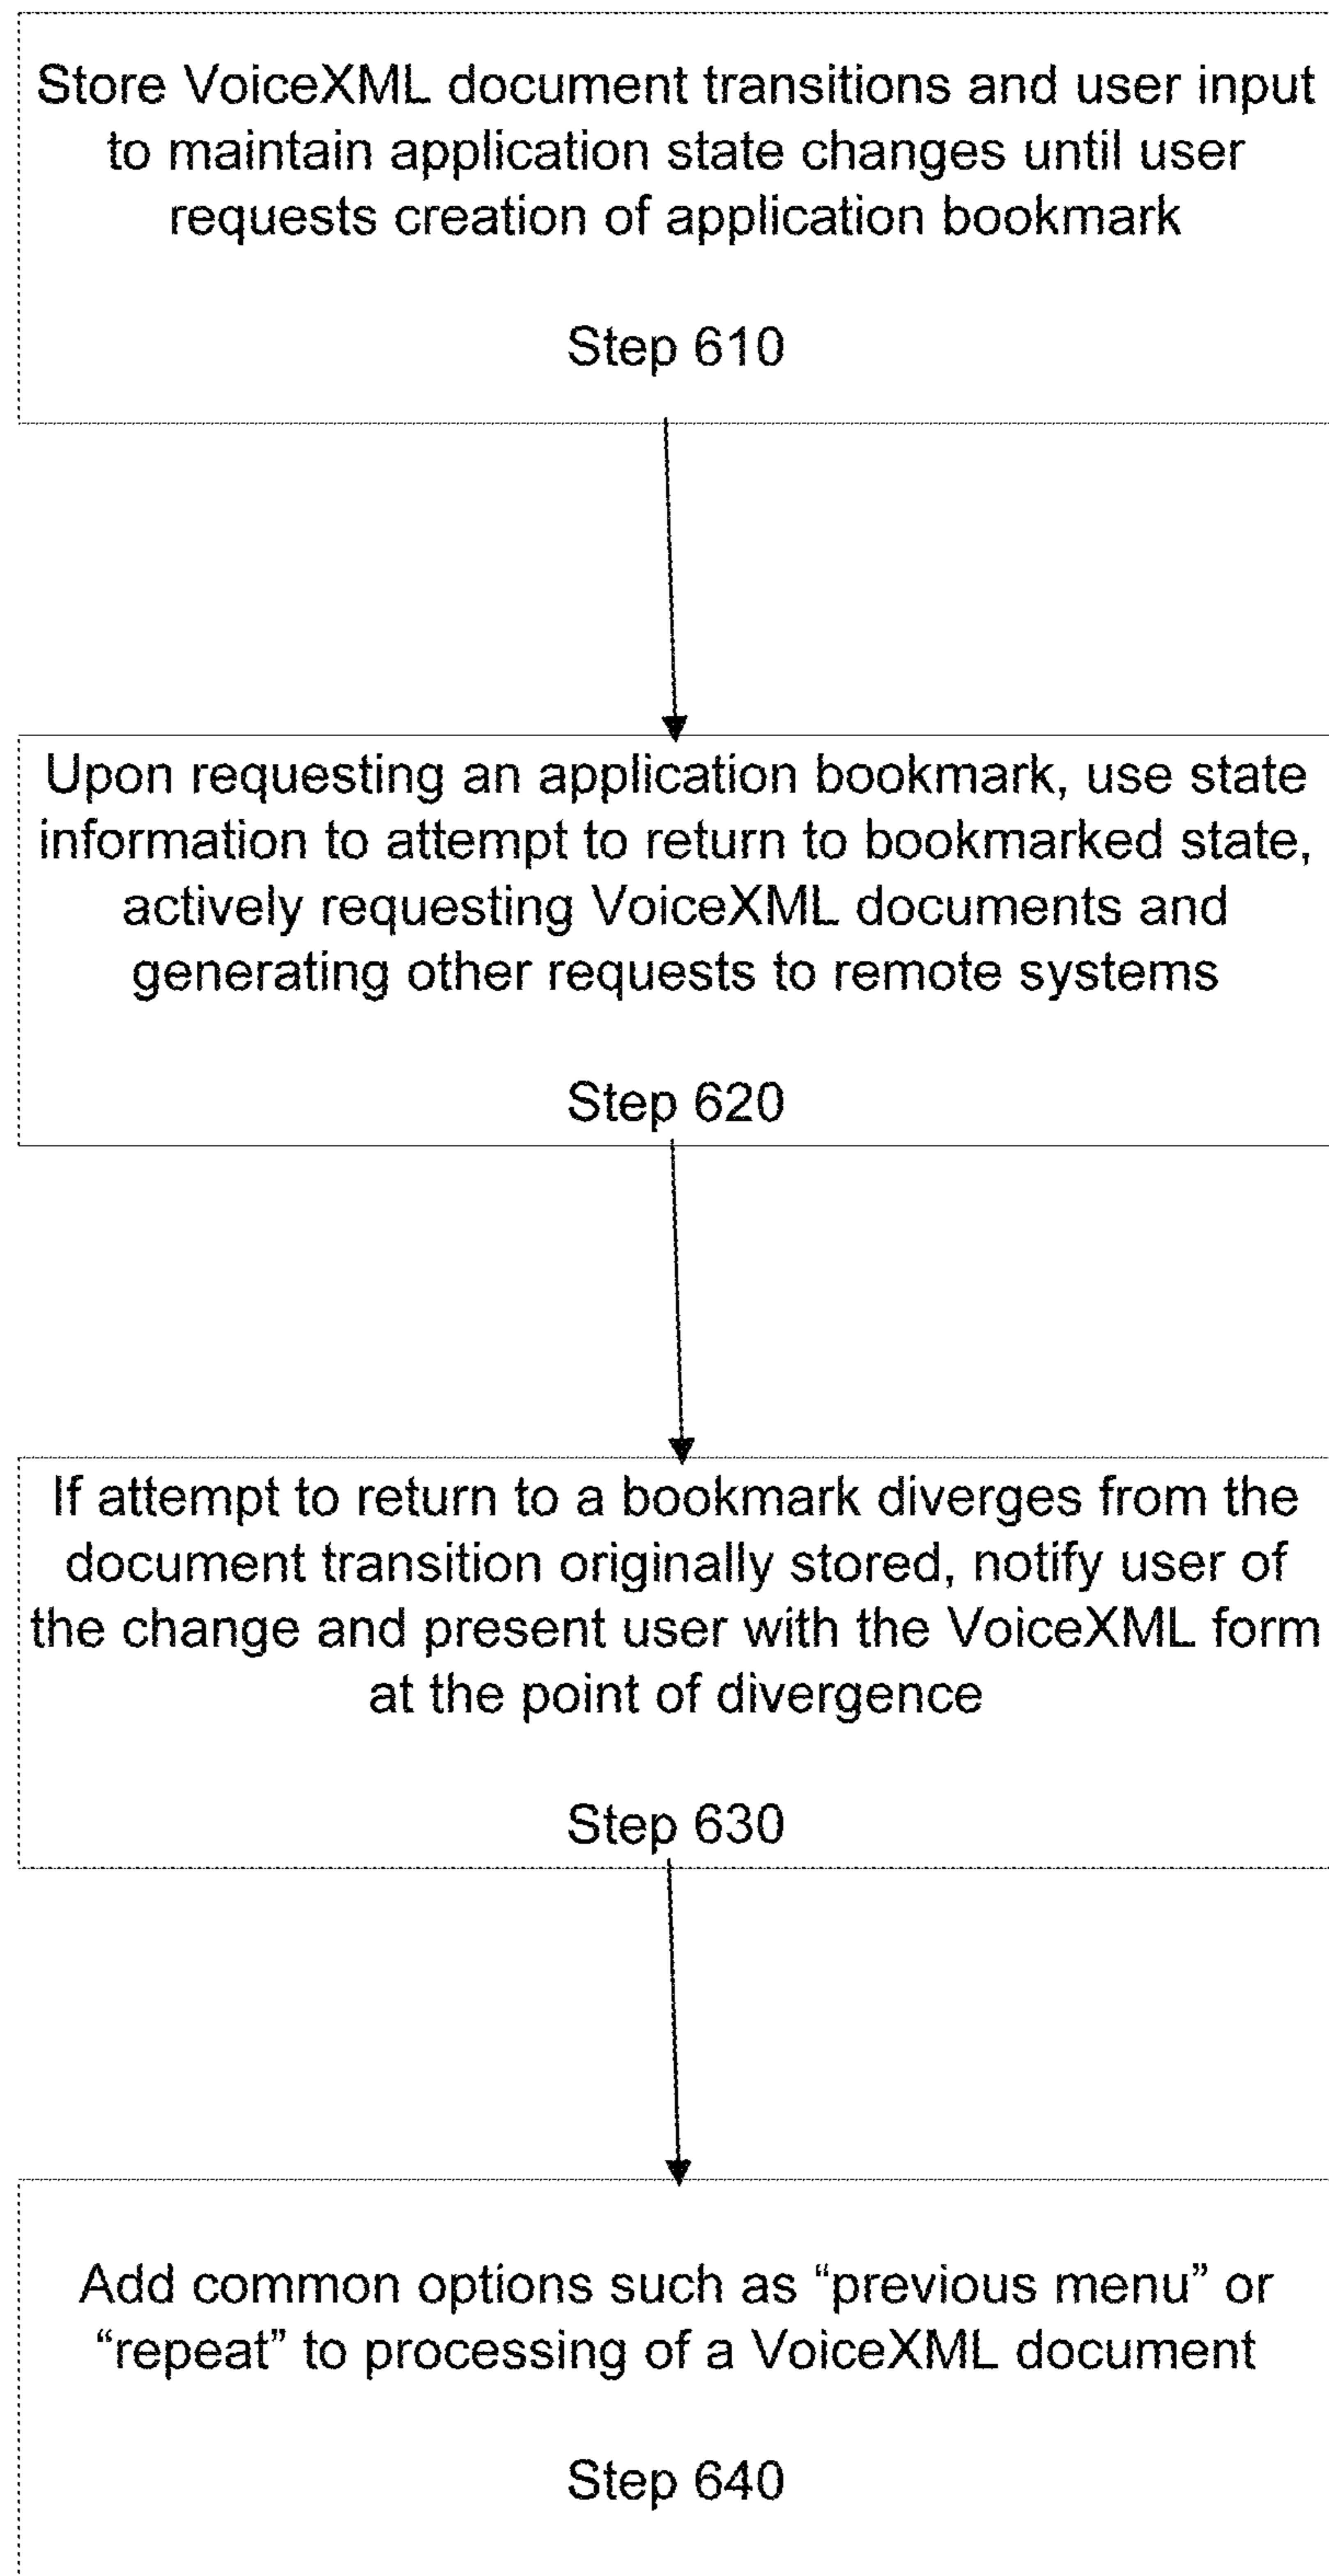 Store VoiceXML document transitions and user input
to maintain application state changes until user
requests creation of application bookmark
Step 610
Upon requesting an application bookmark, use state
information to attempt to return to bookmarked state,
actively requesting VoiceXML documents and
generating other requests to remote systems
Step 620
If attempt to return to a bookmark diverges from the
document transition originally stored, notify user of
the change and present user with the VoiceXML form
at the point of divergence
Step 630
Add common options such as “previous menu” or
“repeat” to processing of a VoiceXML document
Step 640